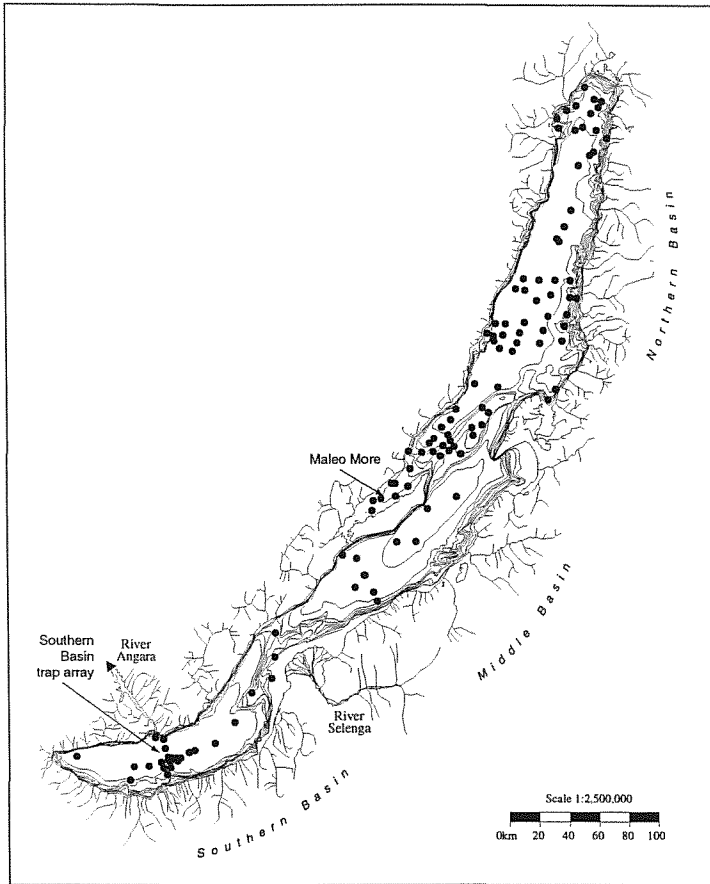 Northern Basin
Maleo More
Middle Basin
Southern
Basin
trap array
River
Angara
River
Selenga
Southern Basin
Scale 1:2,500,000
0km 20 40 60 80 100